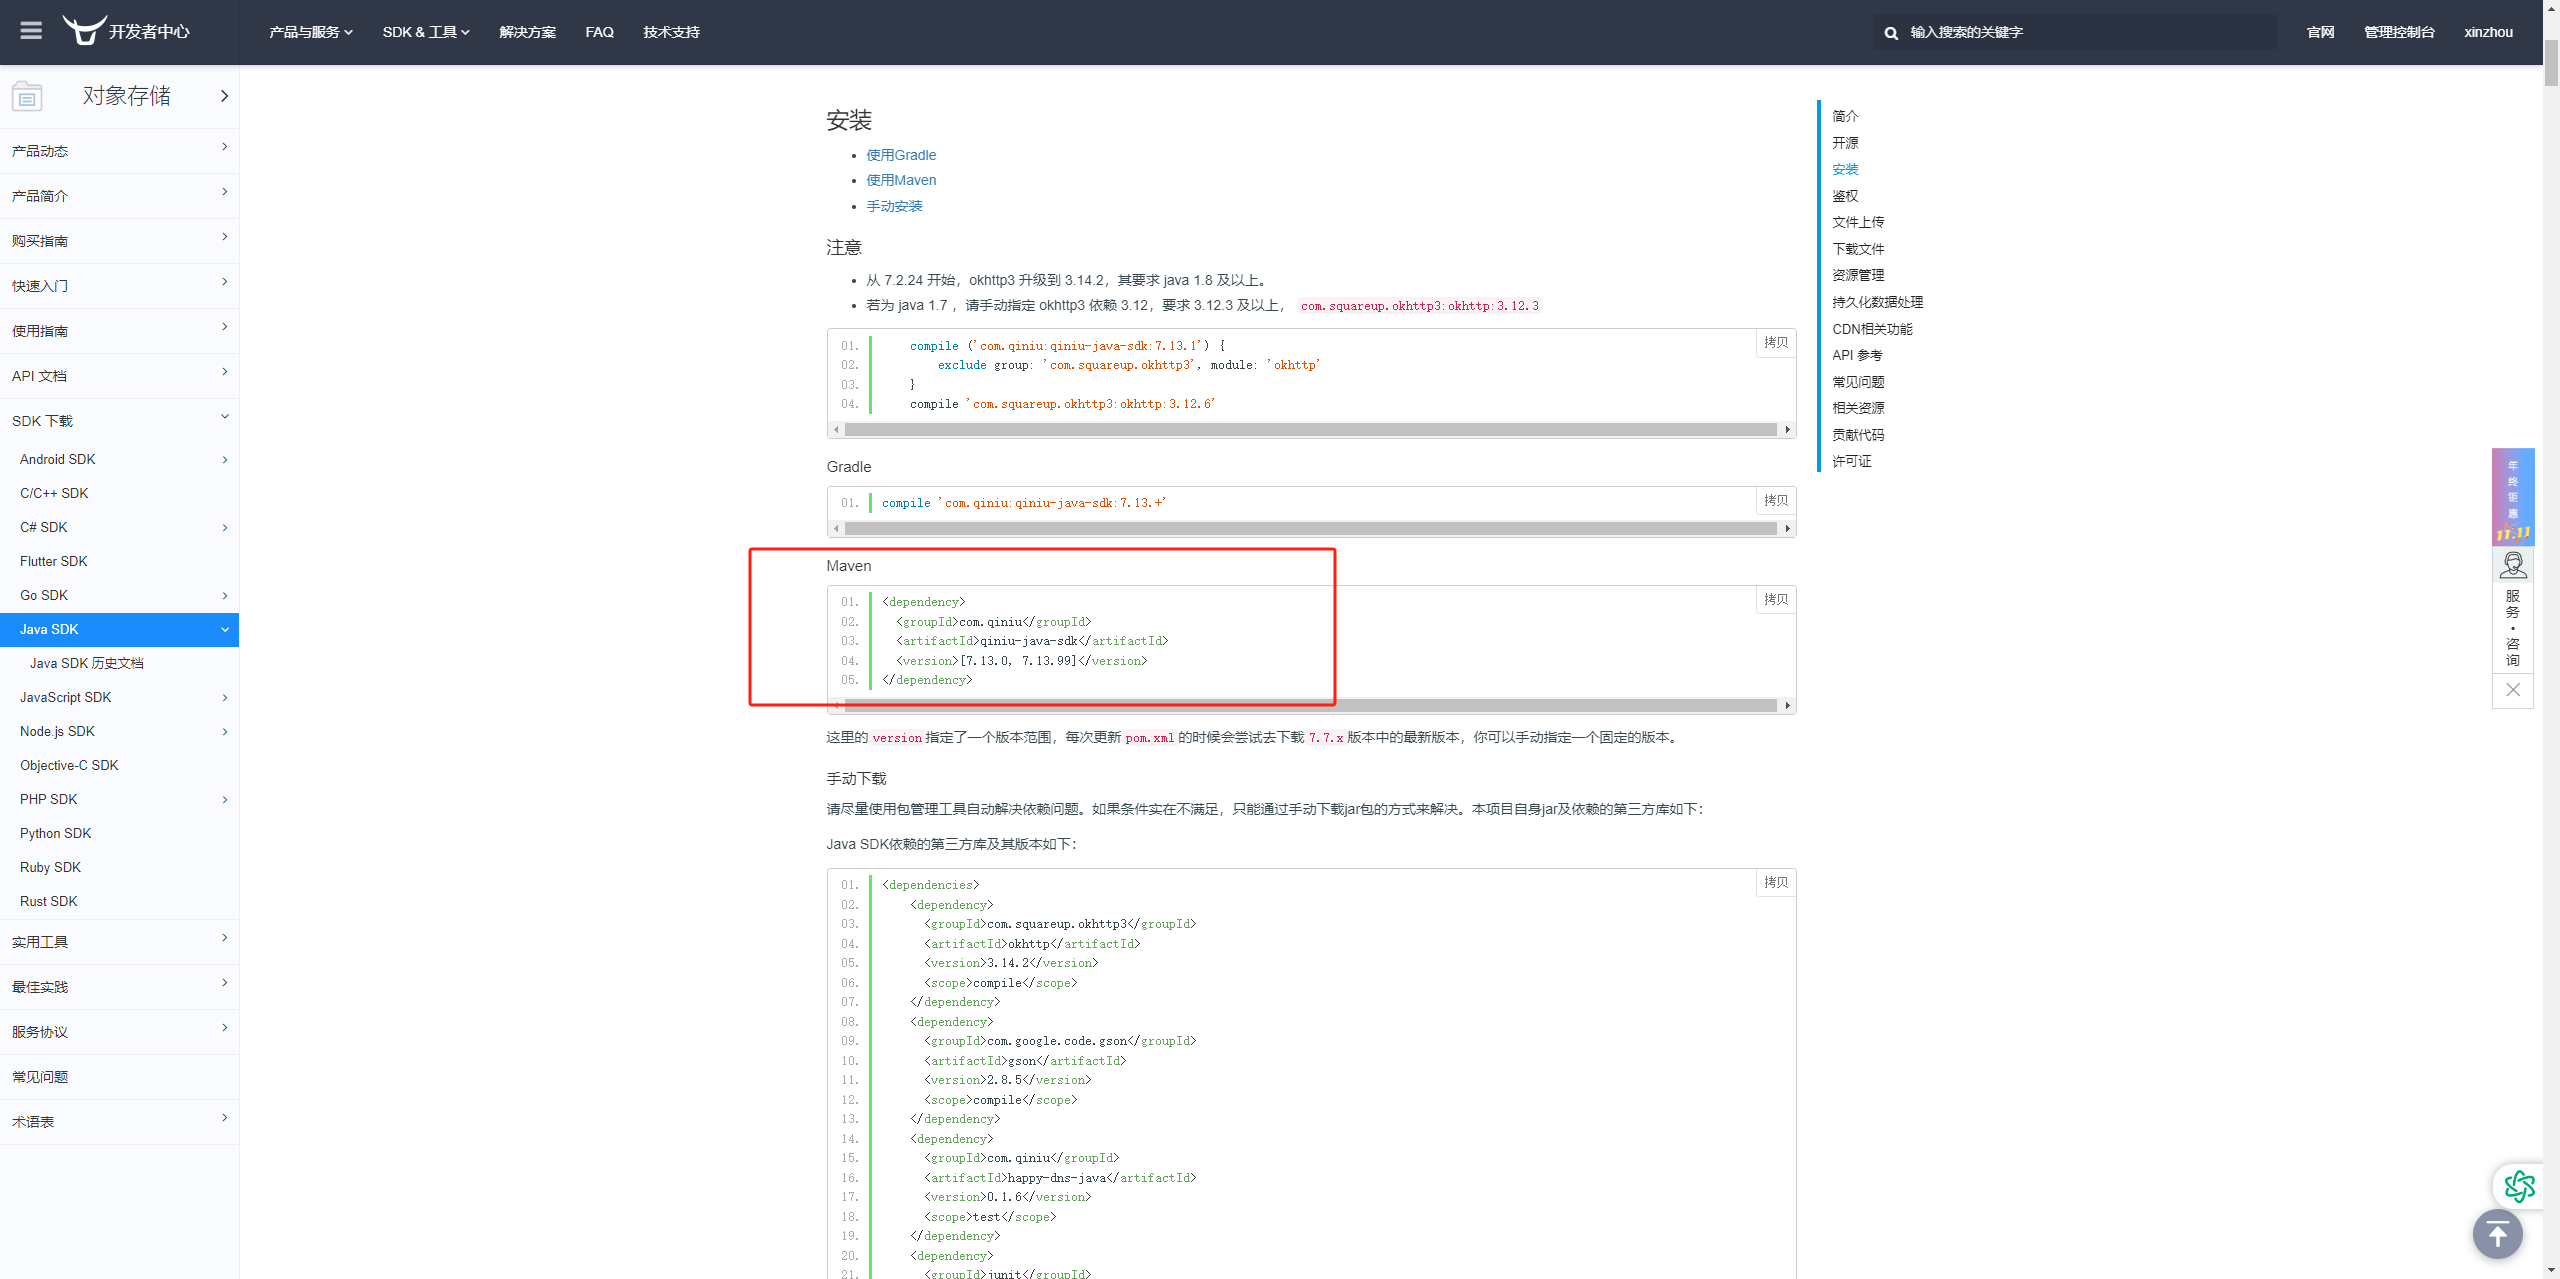 开发者中心
产品与服务
SDK & 工具
解决方案
FAQ
技术支持
输入搜索的关键字
官网
管理控制台
xinzhou
对象存储
产品动态
产品简介
购买指南
快速入门
使用指南
API 文档
SDK 下载
Android SDK
C/C++ SDK
C# SDK
Flutter SDK
Go SDK
Java SDK
Java SDK 历史文档
JavaScript SDK
Node.js SDK
Objective-C SDK
PHP SDK
Python SDK
Ruby SDK
Rust SDK
实用工具
最佳实践
服务协议
常见问题
术语表
安装
• 使用Gradle
• 使用Maven
• 手动安装
注意
• 从 7.2.24 开始，okhttp3 升级到 3.14.2，其要求 java 1.8 及以上。
• 若为 java 1.7 ，请手动指定 okhttp3 依赖 3.12，要求 3.12.3 及以上， com.squareup.okhttp3:okhttp:3.12.3
拷贝
01. compile ('com.qiniu:qiniu-java-sdk:7.13.1') {
02. exclude group: 'com.squareup.okhttp3', module: 'okhttp'
03. }
04. compile 'com.squareup.okhttp3:okhttp:3.12.6'
Gradle
拷贝
01. compile 'com.qiniu:qiniu-java-sdk:7.13.+'
Maven
拷贝
01. <dependency>
02. <groupId>com.qiniu</groupId>
03. <artifactId>qiniu-java-sdk</artifactId>
04. <version>[7.13.0, 7.13.99]</version>
05. </dependency>
这里的 version 指定了一个版本范围，每次更新 pom.xml 的时候会尝试去下载 7.7.x 版本中的最新版本，你可以手动指定一个固定的版本。
手动下载
请尽量使用包管理工具自动解决依赖问题。如果条件实在不满足，只能通过手动下载jar包的方式来解决。本项目自身jar及依赖的第三方库如下：
Java SDK依赖的第三方库及其版本如下：
拷贝
01. <dependencies>
02. <dependency>
03. <groupId>com.squareup.okhttp3</groupId>
04. <artifactId>okhttp</artifactId>
05. <version>3.14.2</version>
06. <scope>compile</scope>
07. </dependency>
08. <dependency>
09. <groupId>com.google.code.gson</groupId>
10. <artifactId>gson</artifactId>
11. <version>2.8.5</version>
12. <scope>compile</scope>
13. </dependency>
14. <dependency>
15. <groupId>com.qiniu</groupId>
16. <artifactId>happy-dns-java</artifactId>
17. <version>0.1.6</version>
18. <scope>test</scope>
19. </dependency>
20. <dependency>
21. <groupId>junit</groupId>
简介
开源
安装
鉴权
文件上传
下载文件
资源管理
持久化数据处理
CDN相关功能
API 参考
常见问题
相关资源
贡献代码
许可证
年终钜惠
11.11
服务·咨询